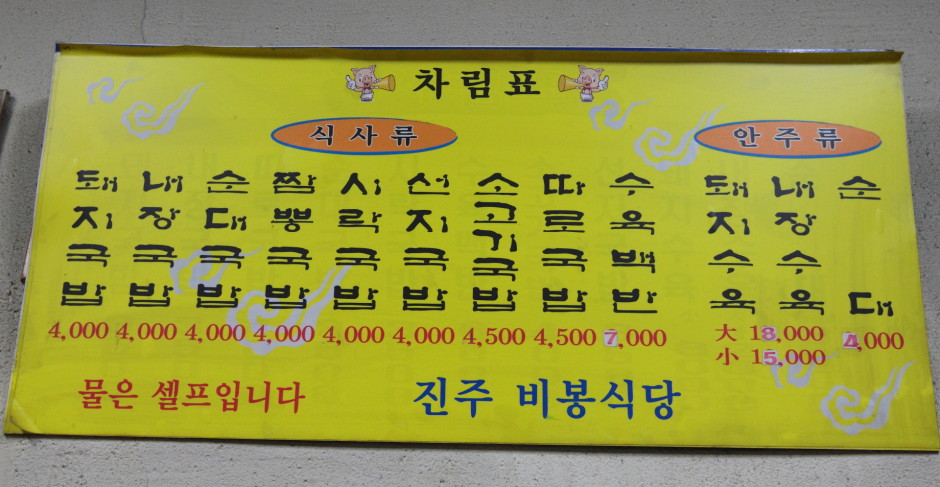 차림표
식사류
안주류
돼지국밥
내장국밥
순대국밥
짬뽕국밥
시락국밥
선지국밥
소고기국밥
따로국밥
수육백반
돼지수육
내장수육
순대
4,000 4,000 4,000 4,000 4,000 4,000 4,500 4,500 7,000
大 18,000
小 15,000
4,000
물은 셀프입니다
진주 비봉식당